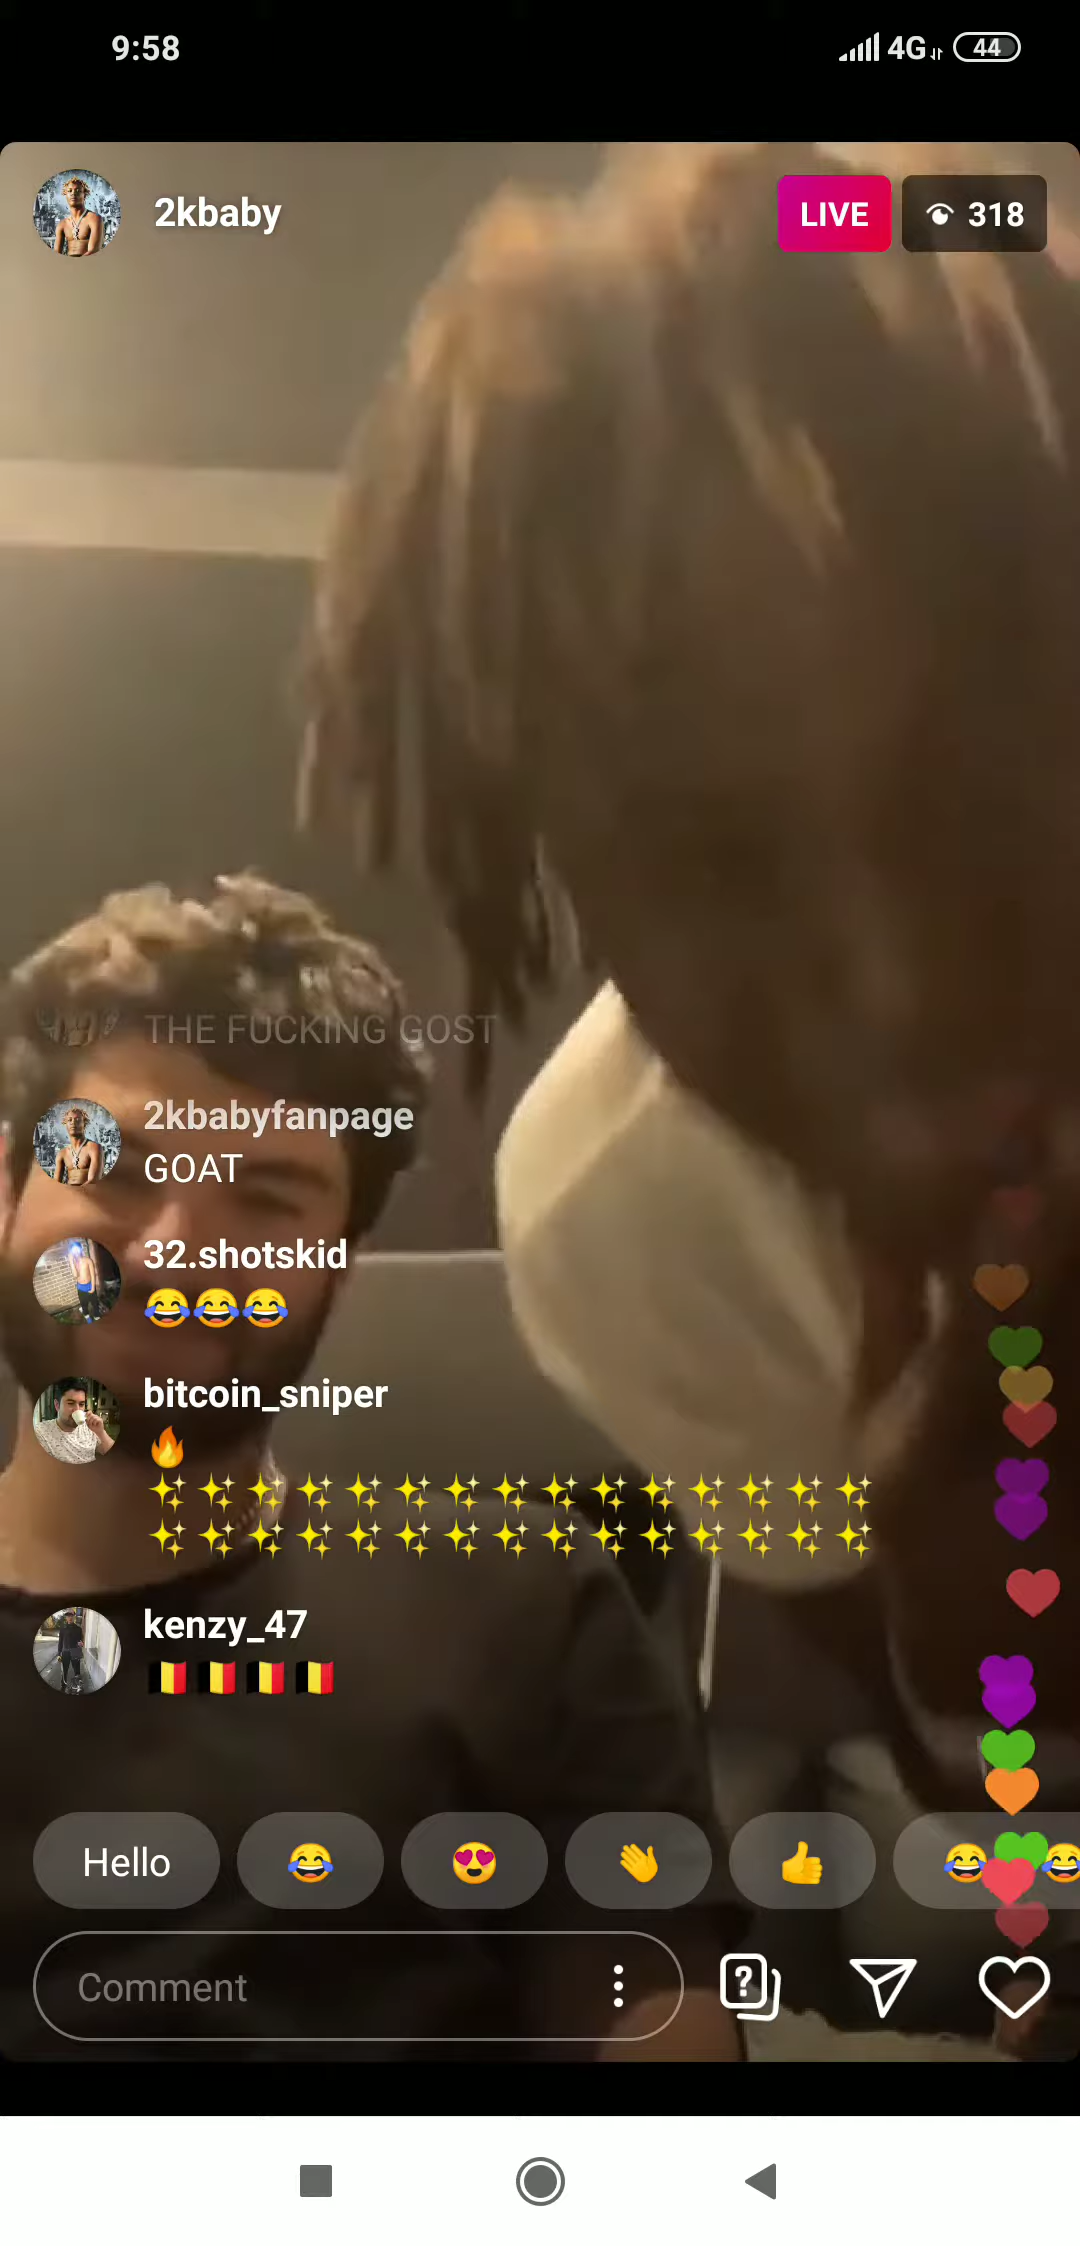 9:58
4G
44
2kbaby
LIVE
318
THE FUCKING GOST
2kbabyfanpage
GOAT
32.shotskid
😂😂😂
bitcoin_sniper
🔥
✨✨✨✨✨✨✨✨✨✨✨✨✨✨✨
✨✨✨✨✨✨✨✨✨✨✨✨✨✨✨
kenzy_47
🇧🇪🇧🇪🇧🇪🇧🇪
Hello
Comment